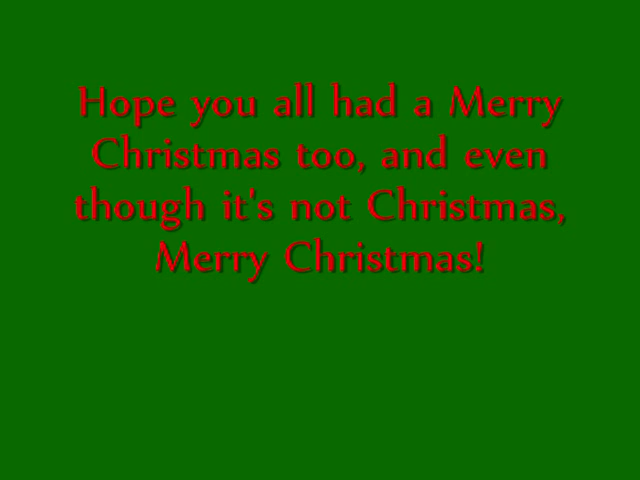 Hope you all had a Merry
Christmas too, and even
though it's not Christmas,
Merry Christmas!